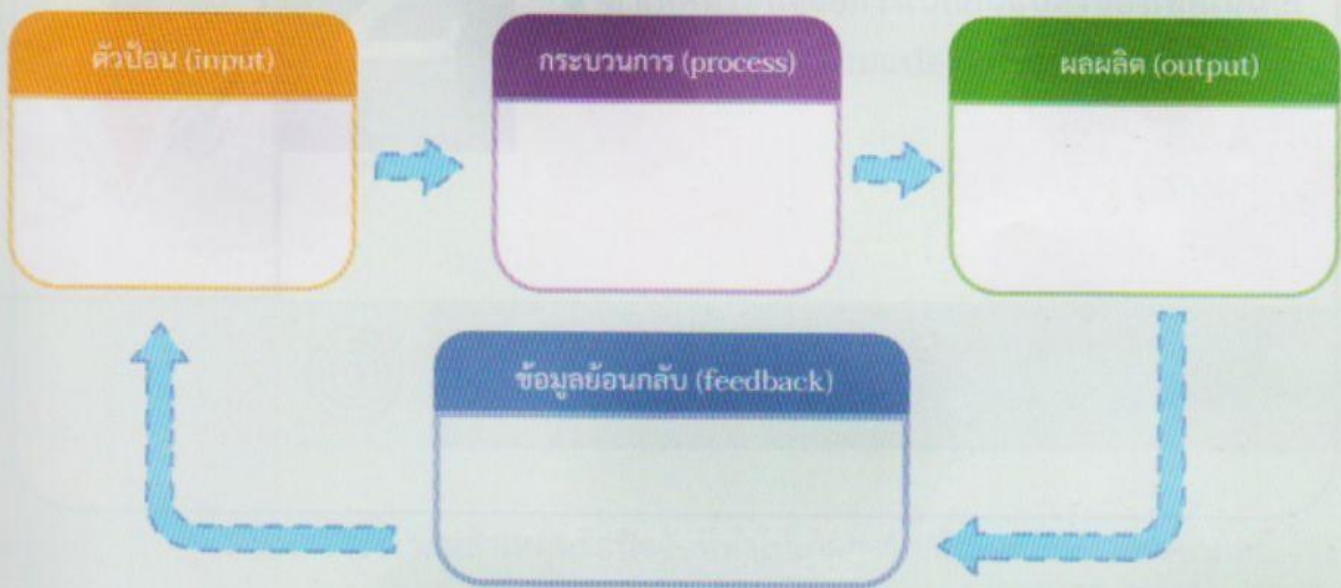 ตัวป้อน (input)
กระบวนการ (process)
ผลผลิต (output)
ข้อมูลย้อนกลับ (feedback)